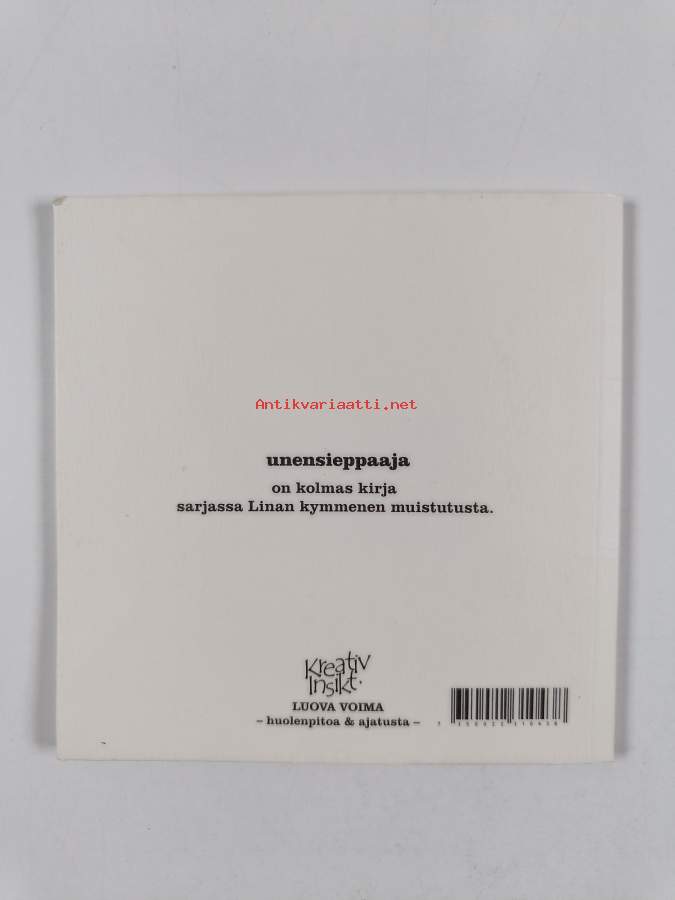 Antikvariaatti.net
unensieppaaja
on kolmas kirja
sarjassa Linan kymmenen muistutusta.
Kreativ
Insikt.
LUOVA VOIMA
– huolenpitoa & ajatusta –